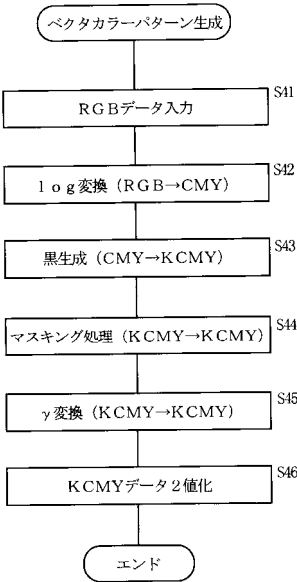 ベクタカラーパターン生成
S41
RGBデータ入力
S42
log変換（RGB→CMY）
S43
黒生成（CMY→KCMY）
S44
マスキング処理（KCMY→KCMY）
S45
γ変換（KCMY→KCMY）
S46
KCMYデータ2値化
エンド